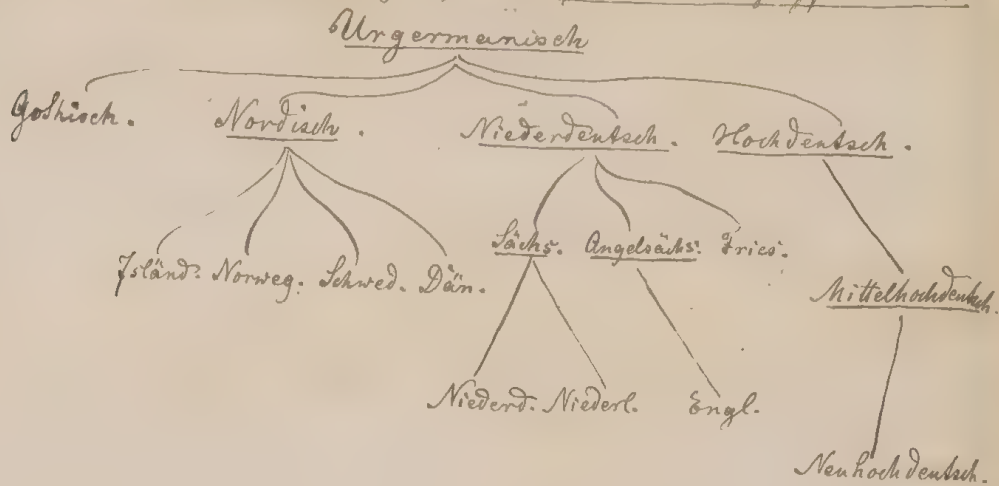 Urgermanisch
Gothisch. Nordisch. Niederdeutsch. Hochdeutsch.
Sächs. Angelsächs. Fries.
Isländ. Norweg. Schwed. Dän.
Mittelhochdeutsch.
Niederd. Niederl. Engl.
Neuhochdeutsch.